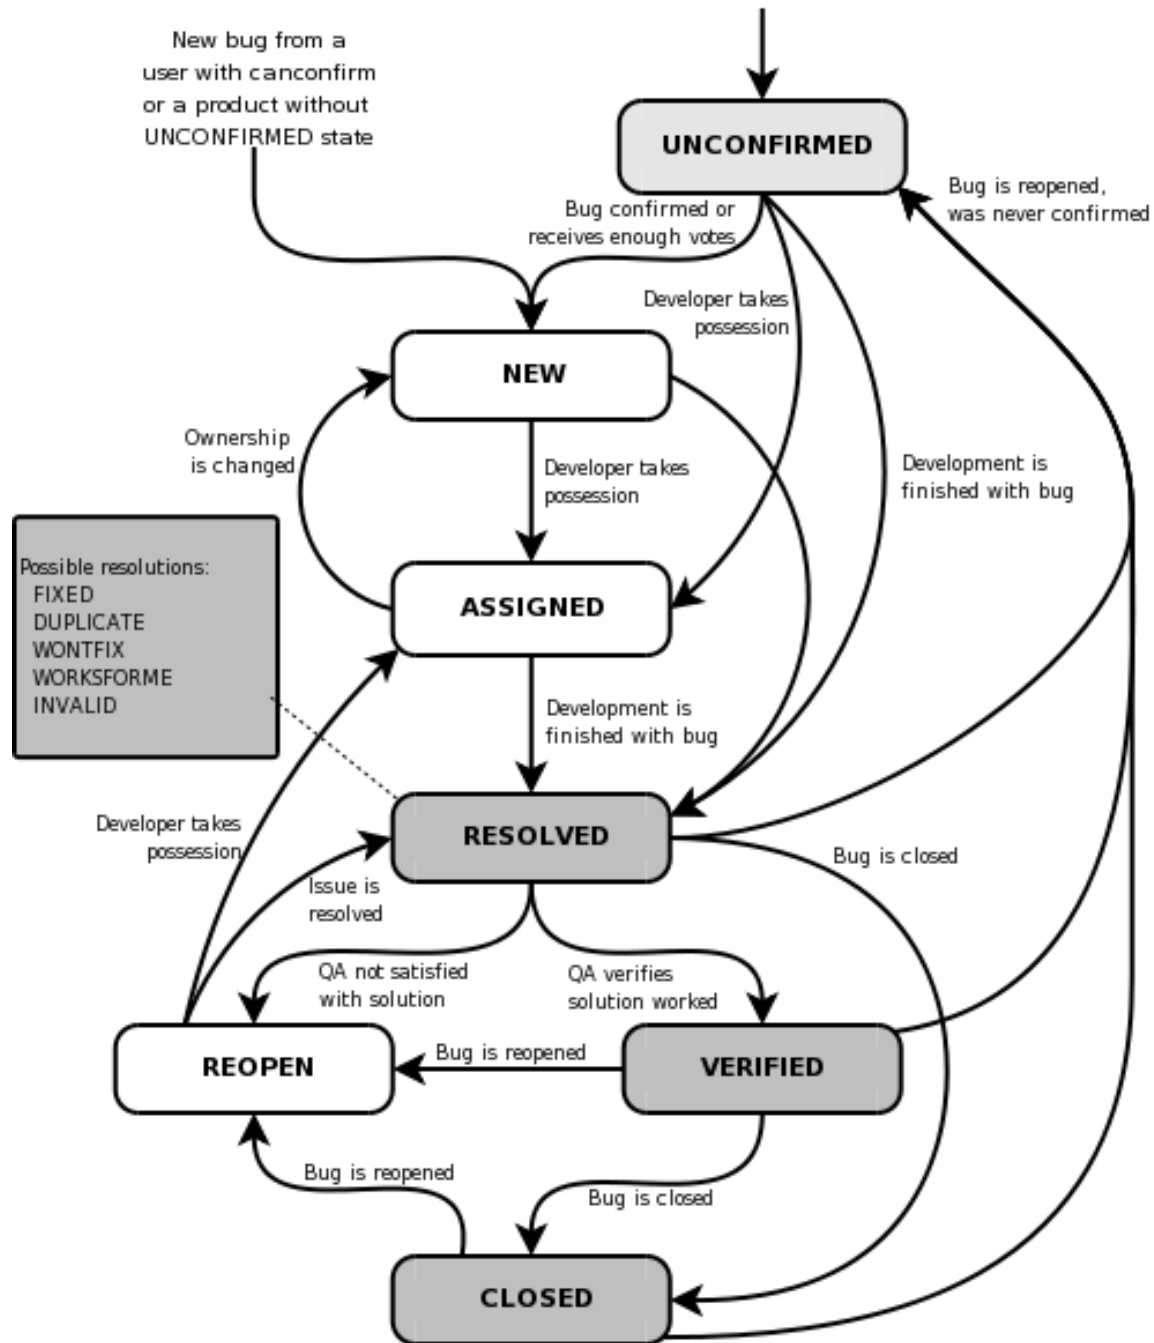 New bug from a
user with canconfirm
or a product without
UNCONFIRMED state
UNCONFIRMED
Bug is reopened,
was never confirmed
Bug confirmed or
receives enough votes
Developer takes
possession
NEW
Ownership
is changed
Developer takes
possession
Development is
finished with bug
Possible resolutions:
FIXED
DUPLICATE
WONTFIX
WORKSFORME
INVALID
ASSIGNED
Development is
finished with bug
Developer takes
possession
RESOLVED
Bug is closed
Issue is
resolved
QA not satisfied
with solution
QA verifies
solution worked
REOPEN
Bug is reopened
VERIFIED
Bug is reopened
Bug is closed
CLOSED